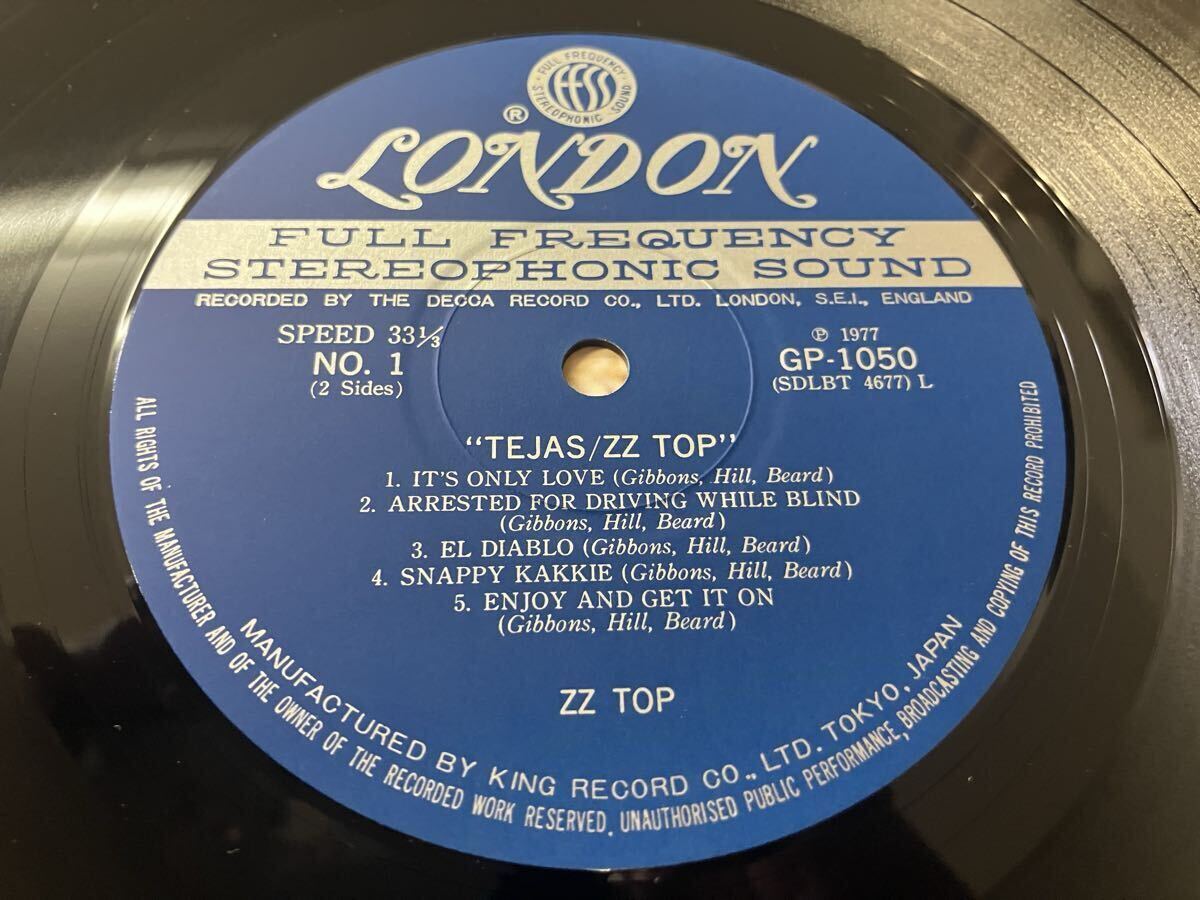 FULL FREQUENCY
ffss
STEREOPHONIC SOUND
®
LONDON
FULL FREQUENCY
STEREOPHONIC SOUND
RECORDED BY THE DECCA RECORD CO., LTD. LONDON, S.E.I., ENGLAND
SPEED 33⅓
NO. 1
(2 Sides)
℗ 1977
GP-1050
(SDLBT 4677) L
"TEJAS/ZZ TOP"
1. IT'S ONLY LOVE (Gibbons, Hill, Beard)
2. ARRESTED FOR DRIVING WHILE BLIND
(Gibbons, Hill, Beard)
3. EL DIABLO (Gibbons, Hill, Beard)
4. SNAPPY KAKKIE (Gibbons, Hill, Beard)
5. ENJOY AND GET IT ON
(Gibbons, Hill, Beard)
ZZ TOP
MANUFACTURED BY KING RECORD CO., LTD. TOKYO, JAPAN
ALL RIGHTS OF THE MANUFACTURER AND OF THE OWNER OF THE RECORDED WORK RESERVED. UNAUTHORISED PUBLIC PERFORMANCE, BROADCASTING AND COPYING OF THIS RECORD PROHIBITED